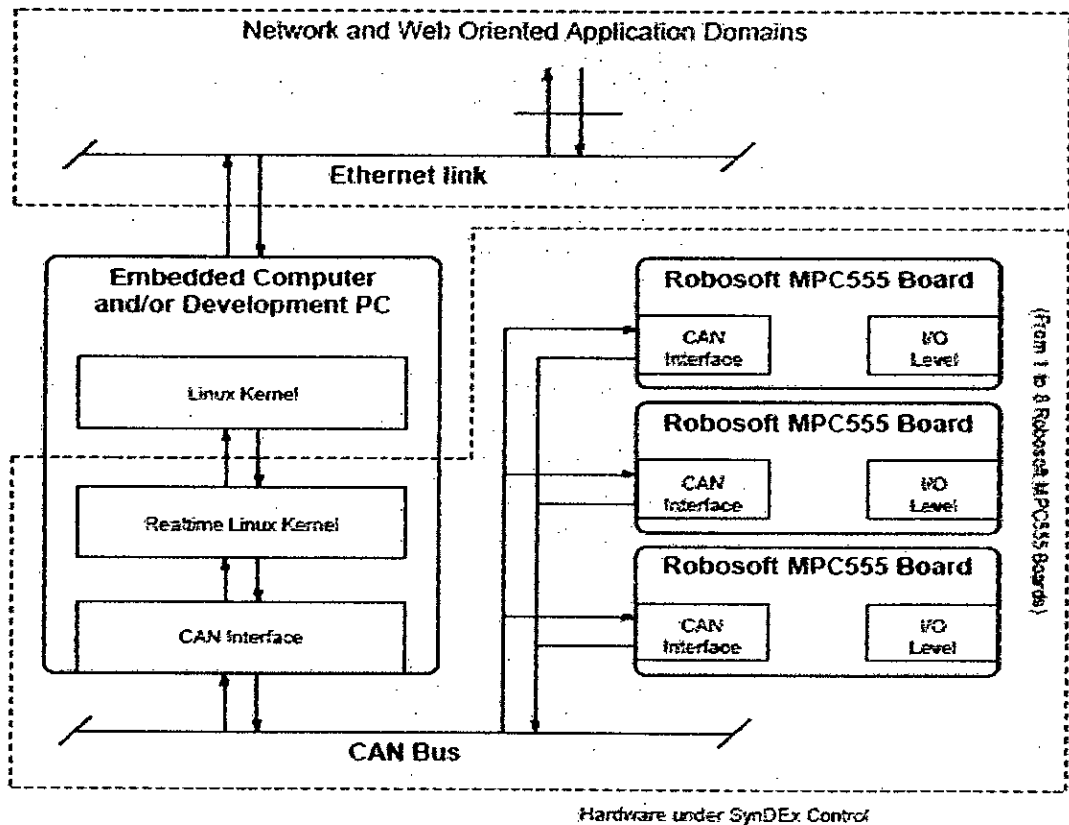 Network and Web Oriented Application Domains
Ethernet link
Embedded Computer
and/or Development PC
Linux Kernel
Realtime Linux Kernel
CAN Interface
CAN Bus
Robosoft MPC555 Board
CAN
Interface
I/O
Level
Robosoft MPC555 Board
CAN
Interface
I/O
Level
Robosoft MPC555 Board
CAN
Interface
I/O
Level
(From 1 to 8 Robosoft MPC555 Boards)
Hardware under SynDEx Control